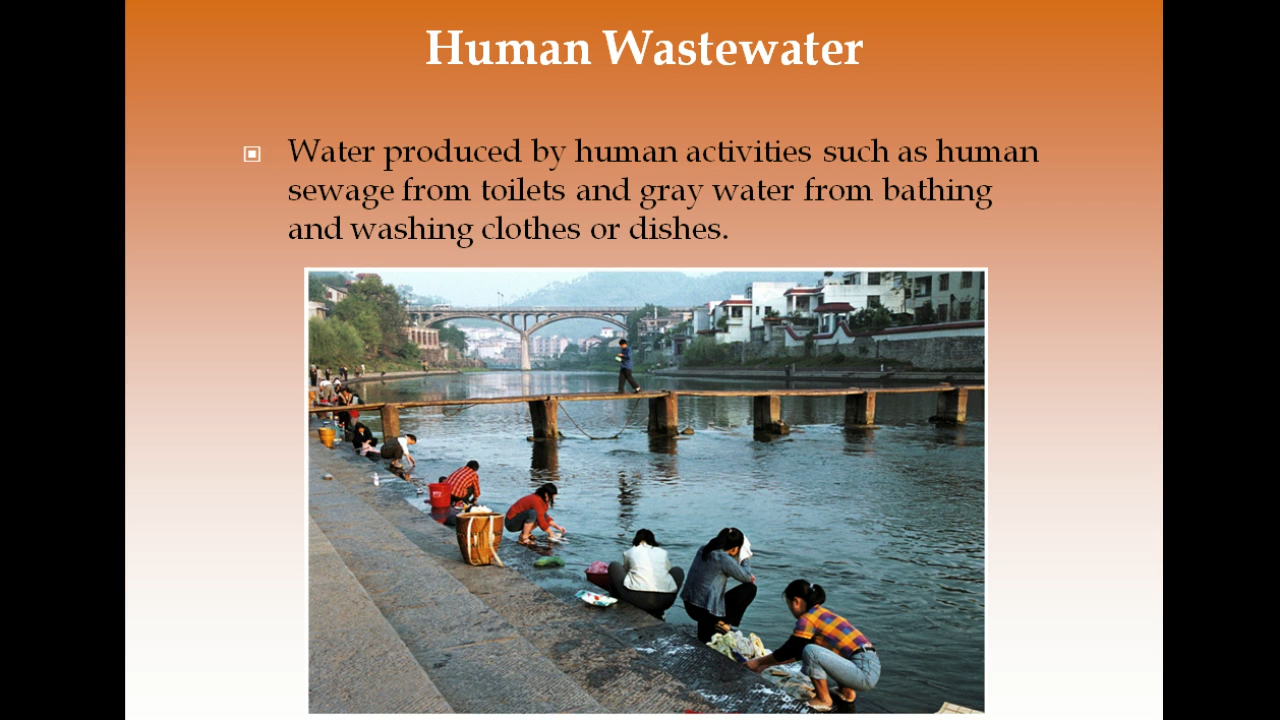 Human Wastewater
Water produced by human activities such as human
sewage from toilets and gray water from bathing
and washing clothes or dishes.